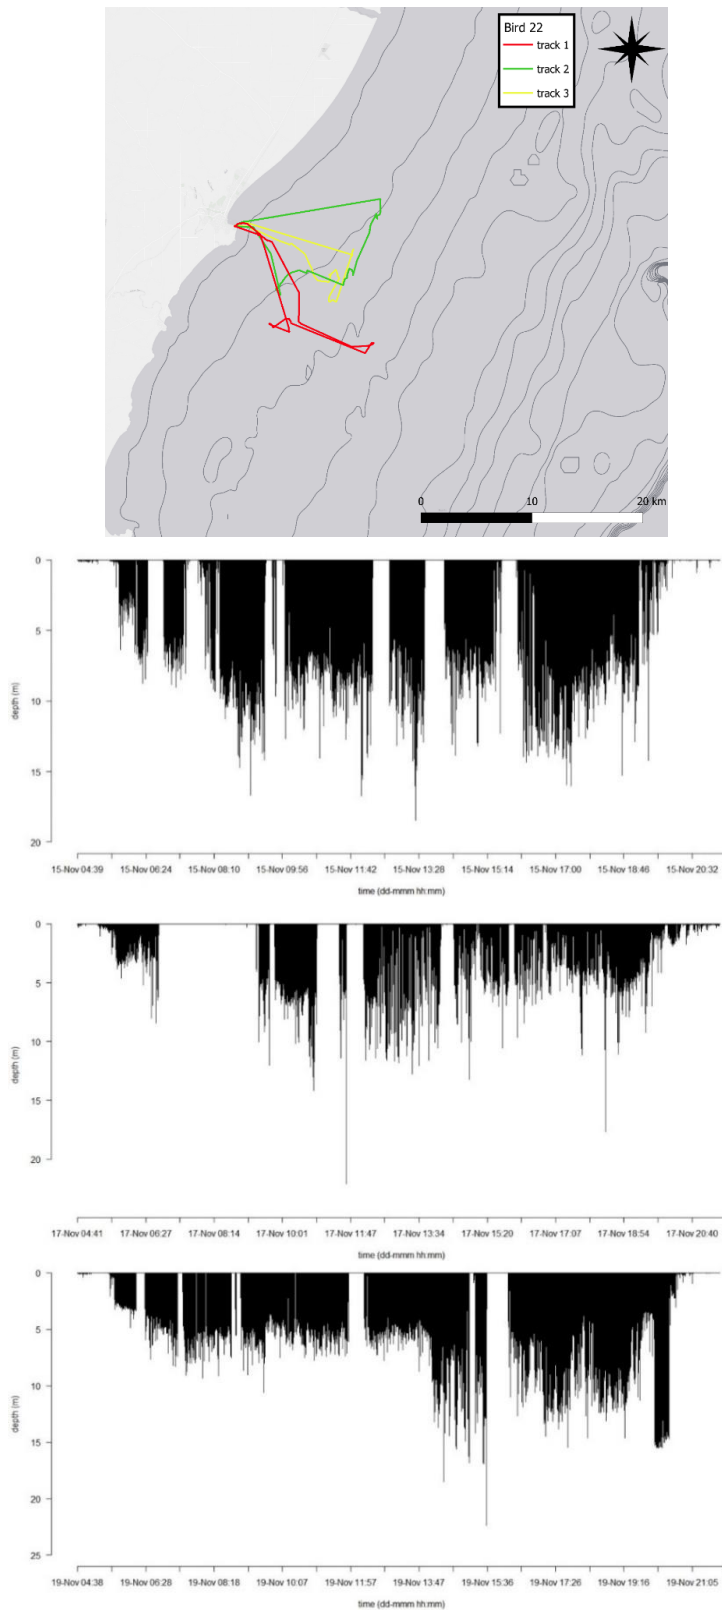 Bird 22
track 1
track 2
track 3
0 10 20 km
0
5
10
15
20
depth (m)
15-Nov 04:39 15-Nov 06:24 15-Nov 08:10 15-Nov 09:56 15-Nov 11:42 15-Nov 13:28 15-Nov 15:14 15-Nov 17:00 15-Nov 18:46 15-Nov 20:32
time (dd-mmm hh:mm)
0
5
10
15
20
depth (m)
17-Nov 04:41 17-Nov 06:27 17-Nov 08:14 17-Nov 10:01 17-Nov 11:47 17-Nov 13:34 17-Nov 15:20 17-Nov 17:07 17-Nov 18:54 17-Nov 20:40
time (dd-mmm hh:mm)
0
5
10
15
20
25
depth (m)
19-Nov 04:38 19-Nov 06:28 19-Nov 08:18 19-Nov 10:07 19-Nov 11:57 19-Nov 13:47 19-Nov 15:36 19-Nov 17:26 19-Nov 19:16 19-Nov 21:05
time (dd-mmm hh:mm)